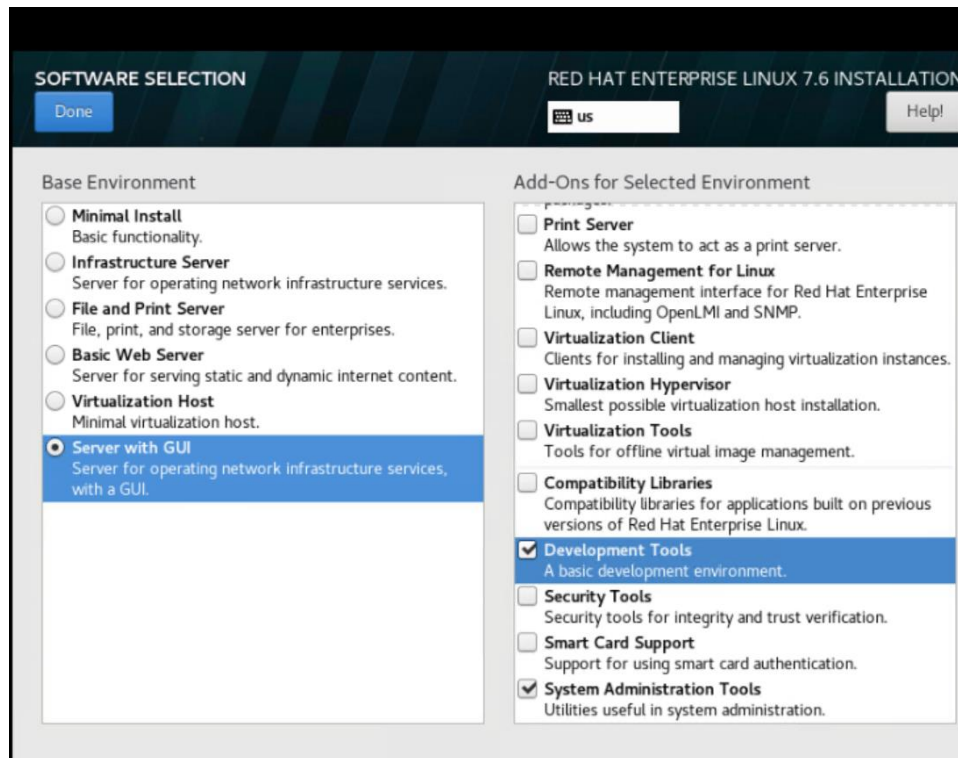 SOFTWARE SELECTION
RED HAT ENTERPRISE LINUX 7.6 INSTALLATION
Done
us
Help!
Base Environment
Minimal Install
Basic functionality.
Infrastructure Server
Server for operating network infrastructure services.
File and Print Server
File, print, and storage server for enterprises.
Basic Web Server
Server for serving static and dynamic internet content.
Virtualization Host
Minimal virtualization host.
Server with GUI
Server for operating network infrastructure services,
with a GUI.
Add-Ons for Selected Environment
packages.
Print Server
Allows the system to act as a print server.
Remote Management for Linux
Remote management interface for Red Hat Enterprise
Linux, including OpenLMI and SNMP.
Virtualization Client
Clients for installing and managing virtualization instances.
Virtualization Hypervisor
Smallest possible virtualization host installation.
Virtualization Tools
Tools for offline virtual image management.
Compatibility Libraries
Compatibility libraries for applications built on previous
versions of Red Hat Enterprise Linux.
Development Tools
A basic development environment.
Security Tools
Security tools for integrity and trust verification.
Smart Card Support
Support for using smart card authentication.
System Administration Tools
Utilities useful in system administration.